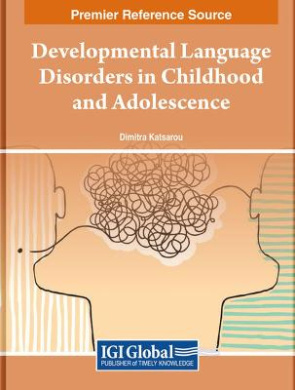 Premier Reference Source
Developmental Language
Disorders in Childhood
and Adolescence
Dimitra Katsarou
IGI Global
PUBLISHER of TIMELY KNOWLEDGE